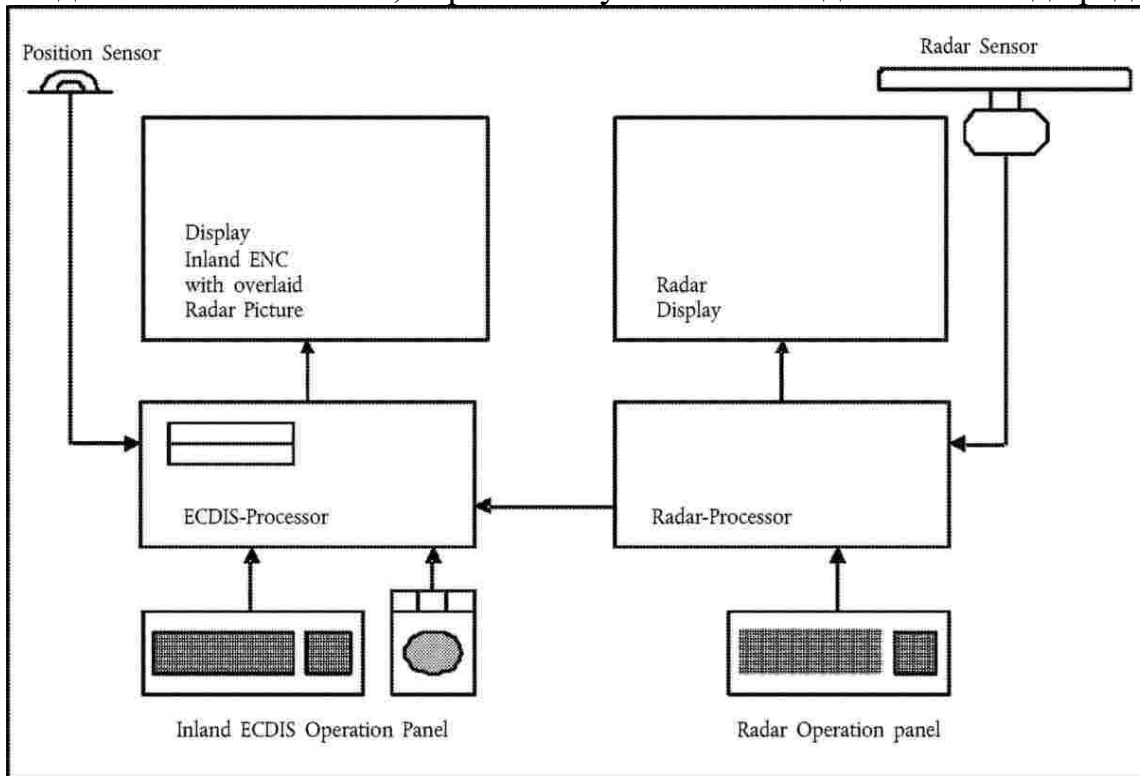 Position Sensor
Radar Sensor
Display
Inland ENC
with overlaid
Radar Picture
Radar
Display
ECDIS-Processor
Radar-Processor
Inland ECDIS Operation Panel
Radar Operation panel